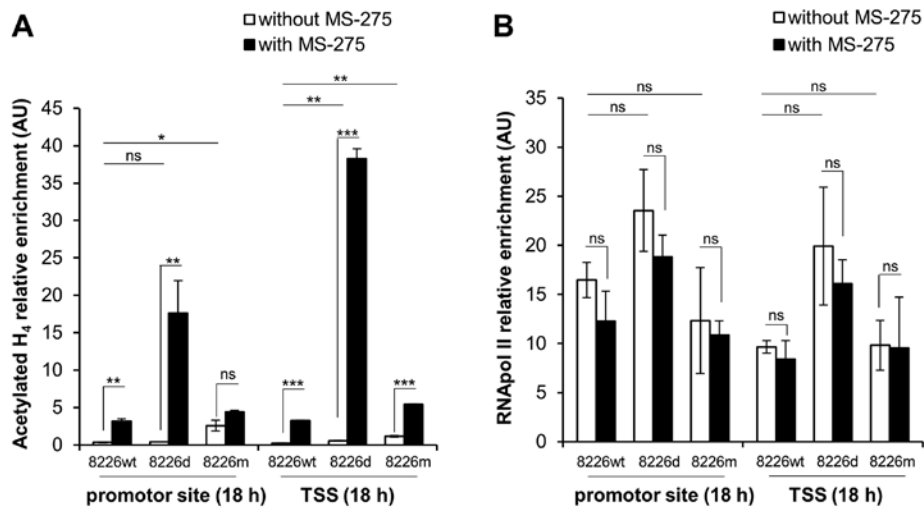 A
without MS-275
with MS-275
Acetylated H4 relative enrichment (AU)
45
40
35
30
25
20
15
10
5
0
**
**
*
ns
**
**
ns
***
***
***
8226wt 8226d 8226m 8226wt 8226d 8226m
promotor site (18 h) TSS (18 h)
B
without MS-275
with MS-275
RNApol II relative enrichment (AU)
35
30
25
20
15
10
5
0
ns
ns
ns
ns
ns
ns
ns
ns
ns
ns
8226wt 8226d 8226m 8226wt 8226d 8226m
promotor site (18 h) TSS (18 h)